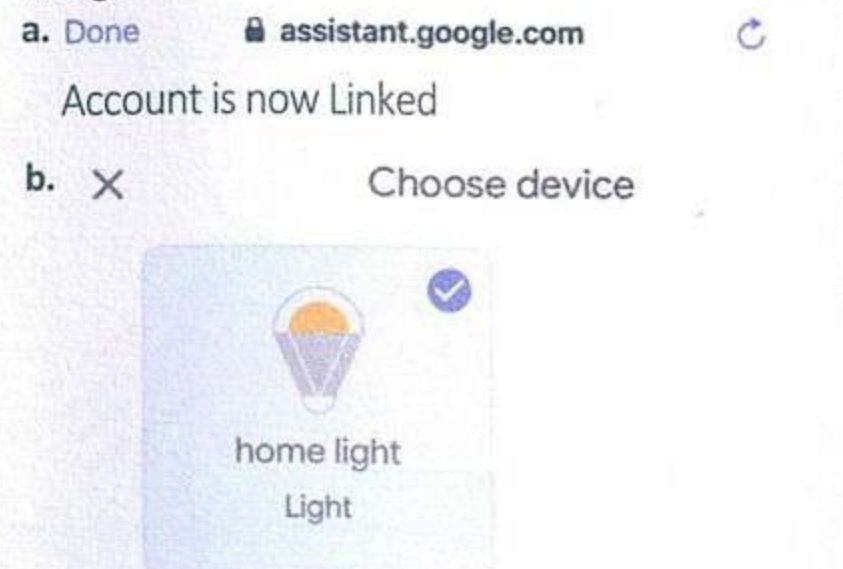 a. Done assistant.google.com
Account is now Linked
b. Choose device
home light
Light